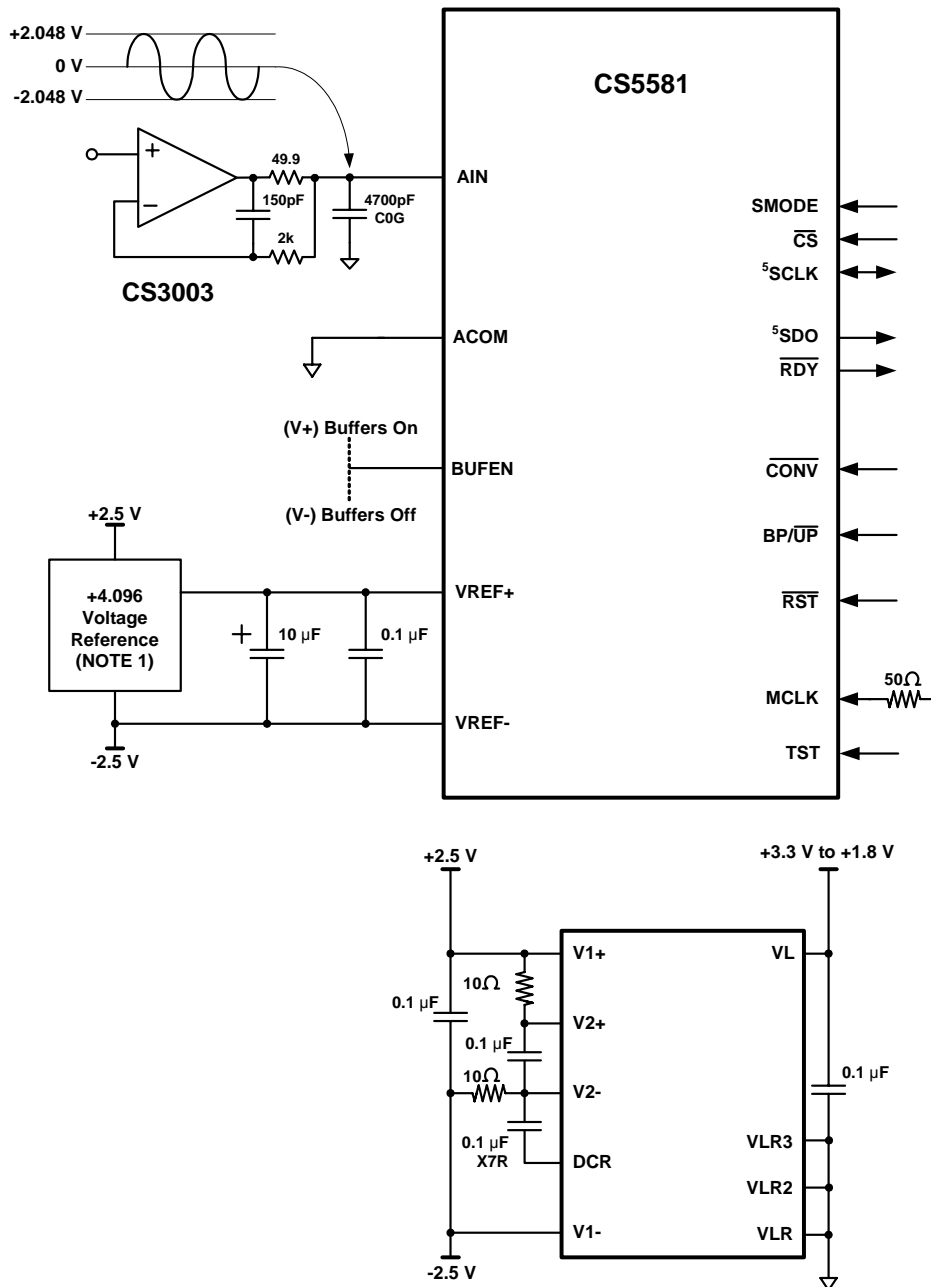 +2.048 V
0 V
-2.048 V
CS5581
+
49.9
AIN
−
150pF
4700pF
C0G
2k
CS3003
SMODE
CS
⁵SCLK
ACOM
⁵SDO
RDY
(V+) Buffers On
BUFEN
CONV
(V-) Buffers Off
+2.5 V
BP/UP
+4.096
Voltage
Reference
(NOTE 1)
VREF+
RST
+
10 µF
0.1 µF
50Ω
MCLK
VREF-
-2.5 V
TST
+2.5 V
+3.3 V to +1.8 V
V1+
VL
10Ω
0.1 µF
V2+
0.1 µF
10Ω
V2-
0.1 µF
0.1 µF
X7R
VLR3
DCR
VLR2
V1-
VLR
-2.5 V